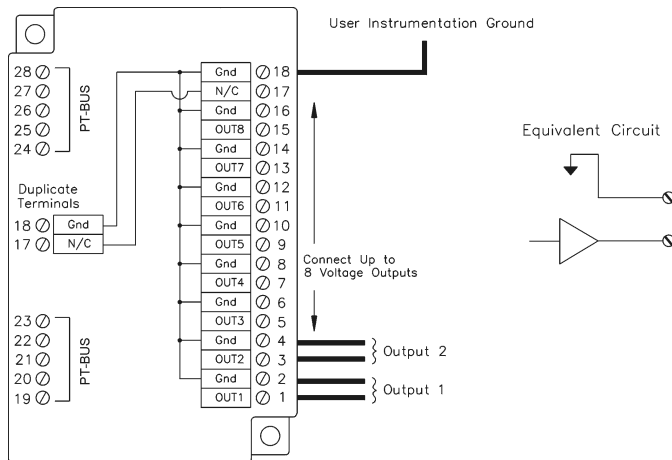 User Instrumentation Ground
28
27
26
25
24
PT-BUS
Duplicate
Terminals
18 Gnd
17 N/C
23
22
21
20
19
PT-BUS
Gnd 18
N/C 17
Gnd 16
OUT8 15
Gnd 14
OUT7 13
Gnd 12
OUT6 11
Gnd 10
OUT5 9
Gnd 8
OUT4 7
Gnd 6
OUT3 5
Gnd 4
OUT2 3
Gnd 2
OUT1 1
Connect Up to
8 Voltage Outputs
Output 2
Output 1
Equivalent Circuit